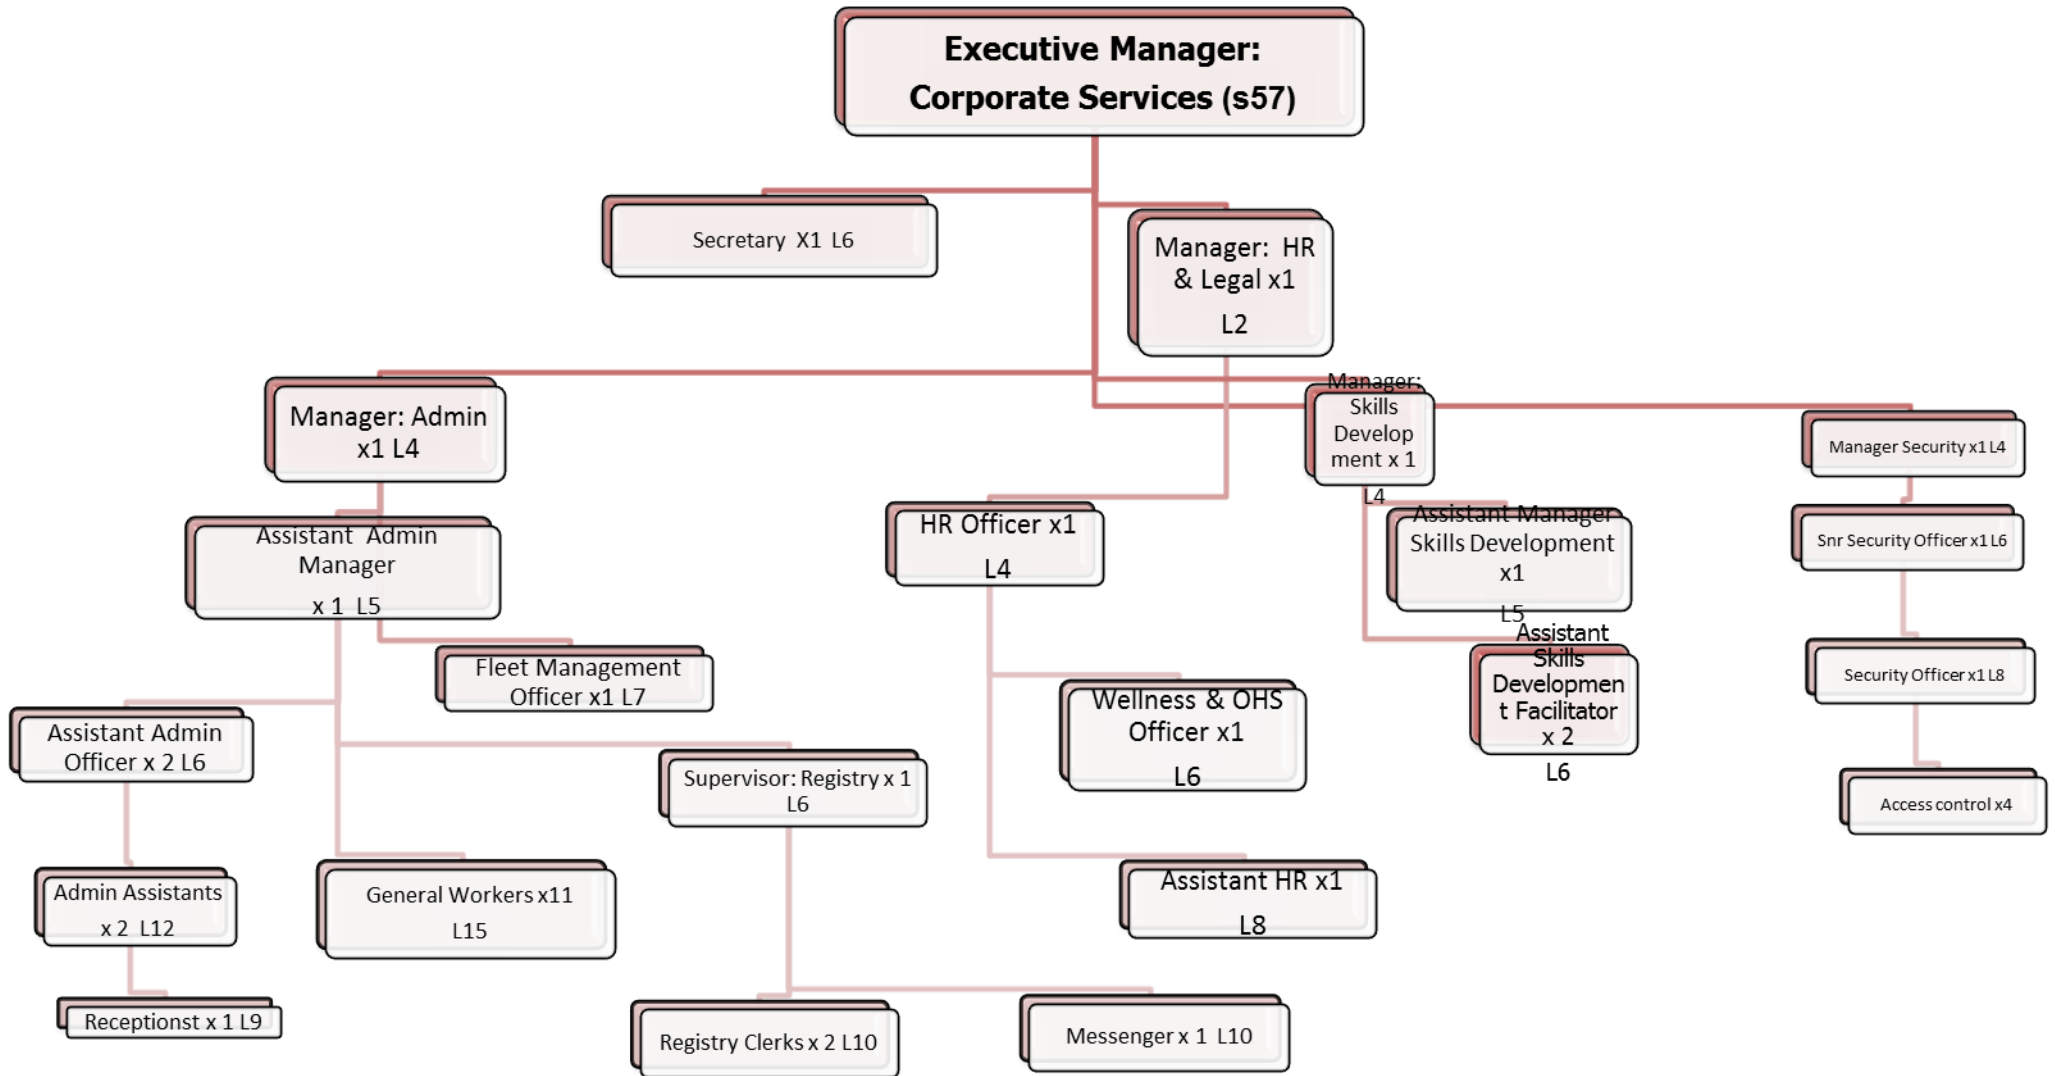 Executive Manager:
Corporate Services (s57)
Secretary X1 L6
Manager: HR
& Legal x1
L2
Manager: Admin
x1 L4
Manager:
Skills
Develop
ment x 1
L4
Manager Security x1 L4
Assistant Admin
Manager
x 1 L5
HR Officer x1
L4
Assistant Manager
Skills Development
x1
L5
Snr Security Officer x1 L6
Fleet Management
Officer x1 L7
Assistant
Skills
Developmen
t Facilitator
x 2
L6
Security Officer x1 L8
Assistant Admin
Officer x 2 L6
Supervisor: Registry x 1
L6
Wellness & OHS
Officer x1
L6
Access control x4
Admin Assistants
x 2 L12
General Workers x11
L15
Assistant HR x1
L8
Receptionst x 1 L9
Registry Clerks x 2 L10
Messenger x 1 L10